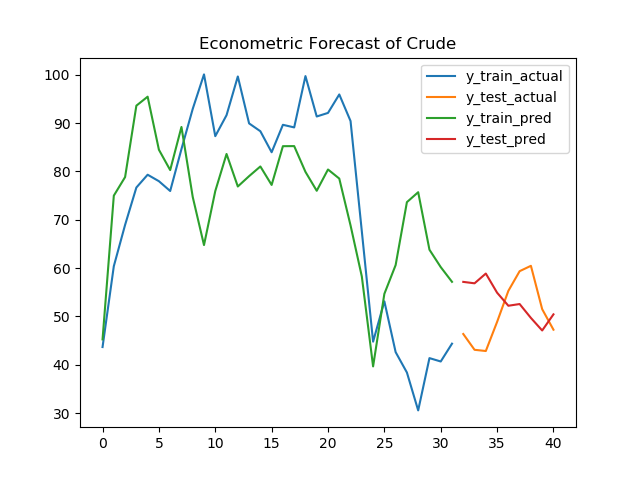 Econometric Forecast of Crude
y_train_actual
y_test_actual
y_train_pred
y_test_pred
100
90
80
70
60
50
40
30
0 5 10 15 20 25 30 35 40